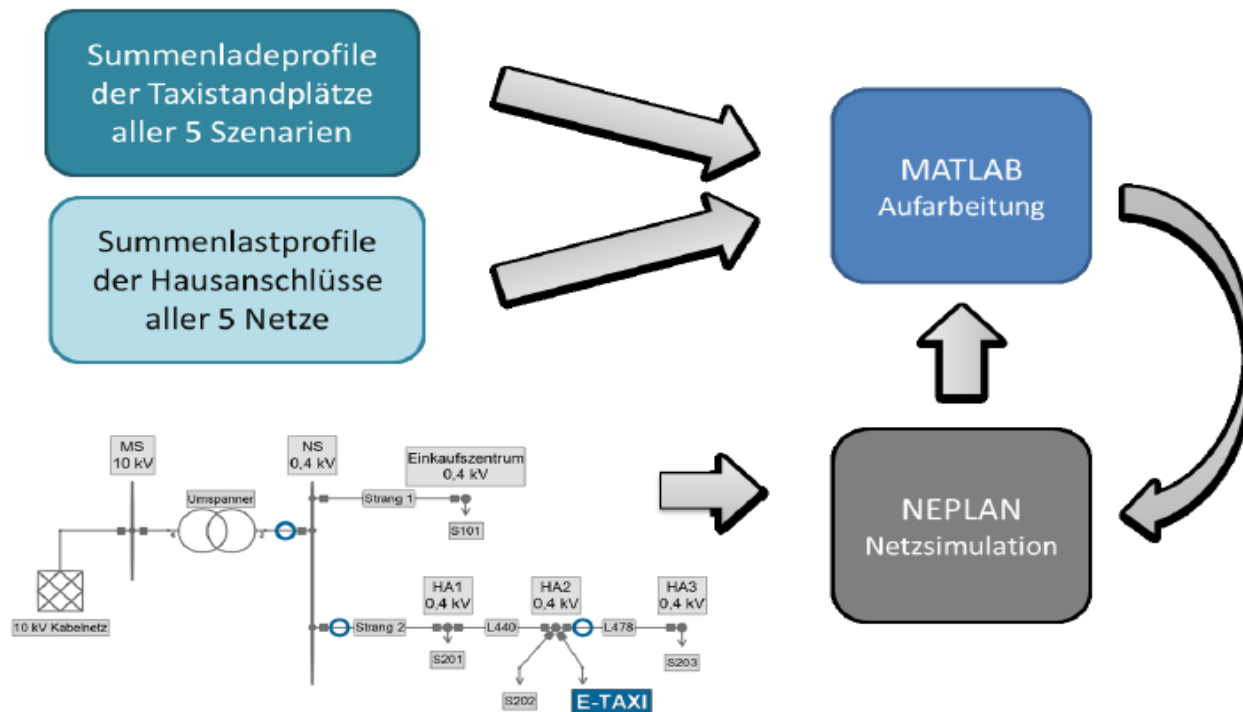 Summenladeprofile
der Taxistandplätze
aller 5 Szenarien
MATLAB
Aufarbeitung
Summenlastprofile
der Hausanschlüsse
aller 5 Netze
NEPLAN
Netzsimulation
MS
10 kV
NS
0,4 kV
Einkaufszentrum
0,4 kV
Umspanner
Strang 1
S101
10 kV Kabelnetz
HA1
0,4 kV
HA2
0,4 kV
HA3
0,4 kV
Strang 2
L440
L478
S201
S203
S202
E-TAXI